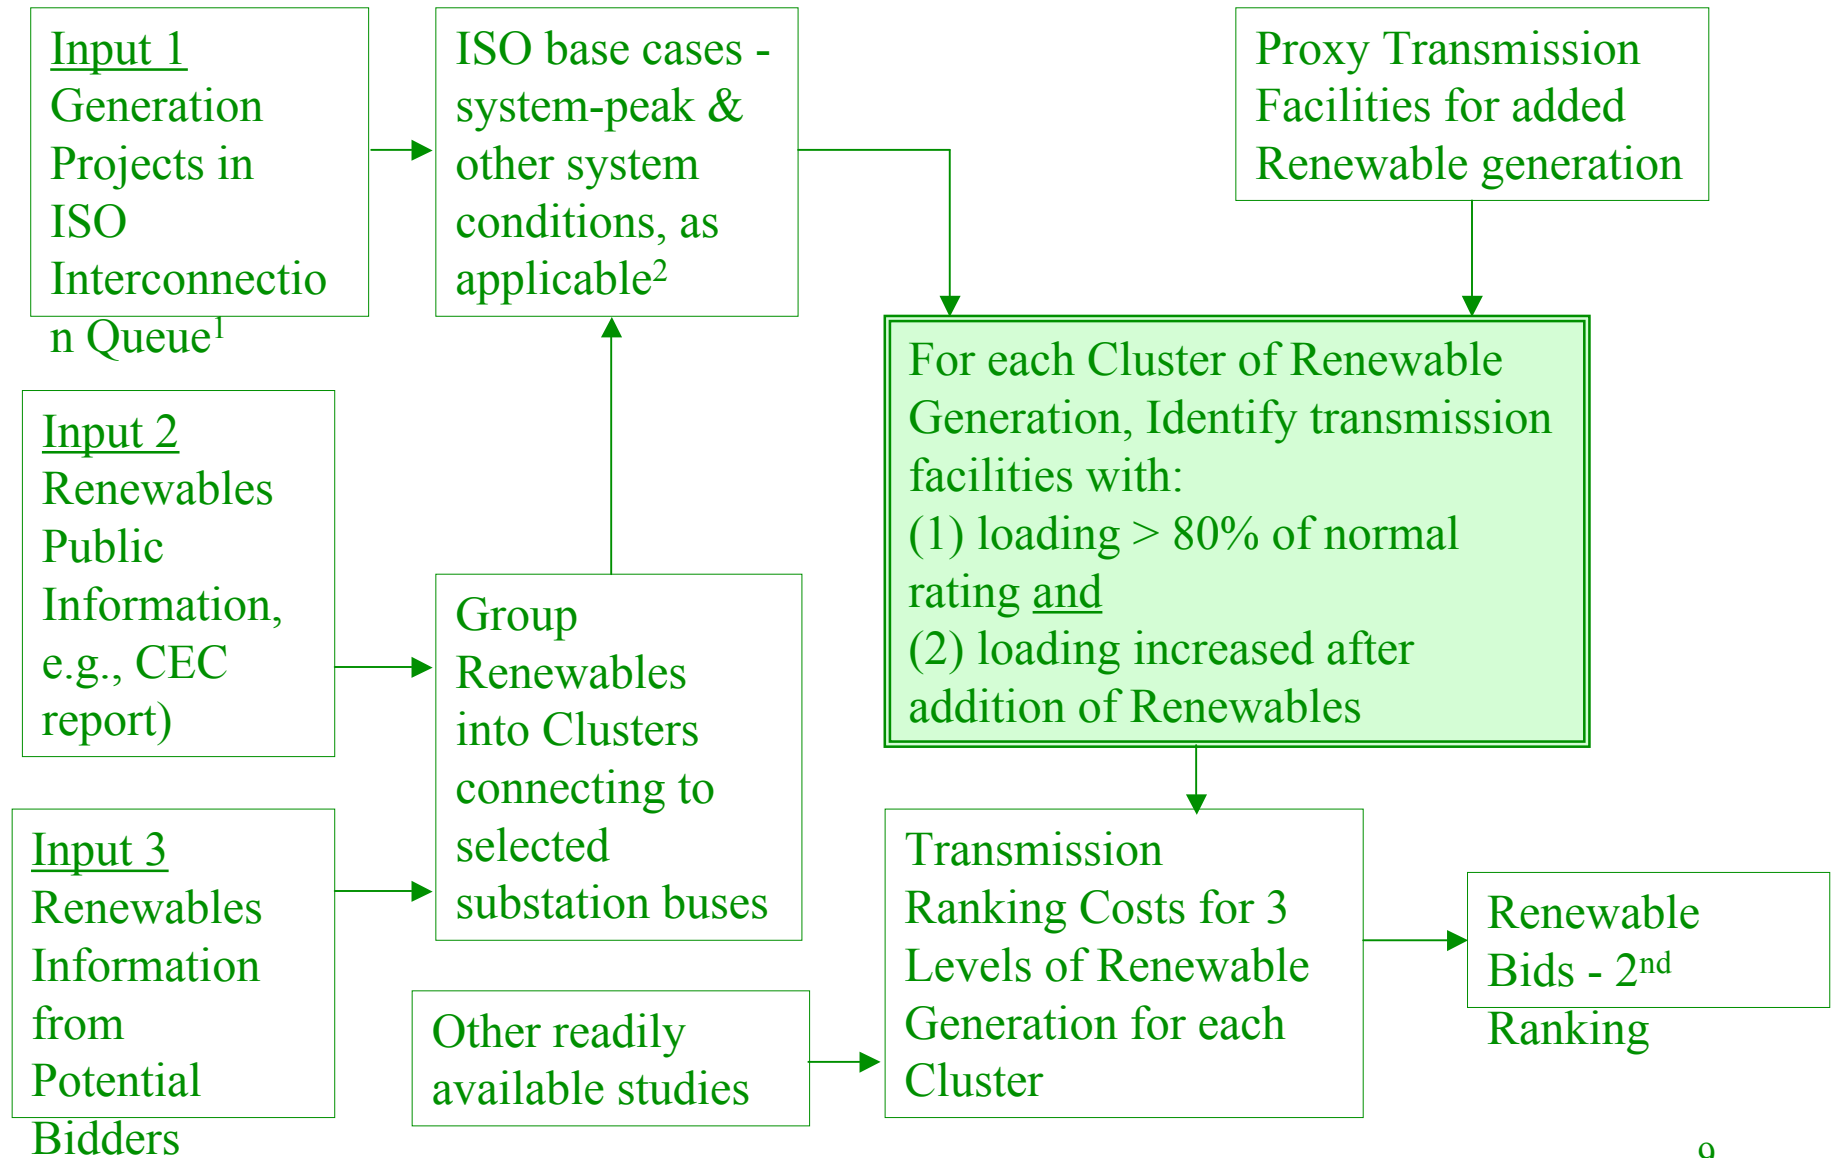 Input 1
Generation
Projects in
ISO
Interconnectio
n Queue¹
ISO base cases -
system-peak &
other system
conditions, as
applicable²
Proxy Transmission
Facilities for added
Renewable generation
Input 2
Renewables
Public
Information,
e.g., CEC
report)
Group
Renewables
into Clusters
connecting to
selected
substation buses
For each Cluster of Renewable
Generation, Identify transmission
facilities with:
(1) loading > 80% of normal
rating and
(2) loading increased after
addition of Renewables
Input 3
Renewables
Information
from
Potential
Bidders
Other readily
available studies
Transmission
Ranking Costs for 3
Levels of Renewable
Generation for each
Cluster
Renewable
Bids - 2nd
Ranking
9